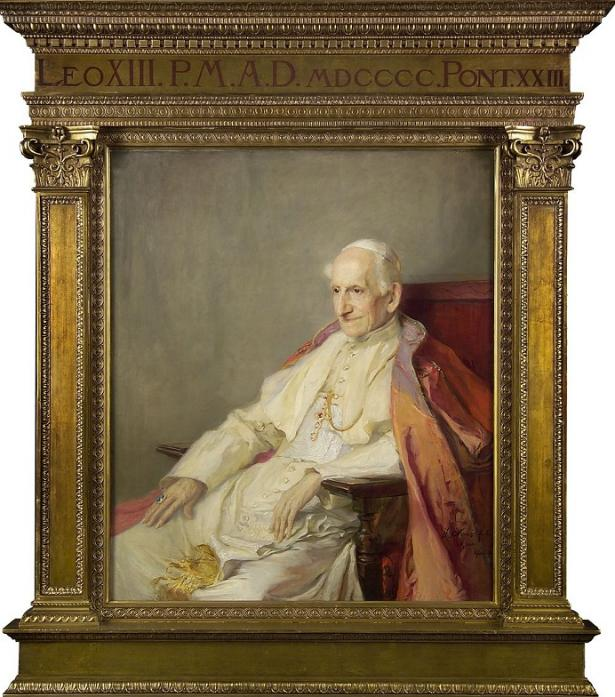 LEO XIII. P. M. A. D. MDCCCC. PONT. XXIII.